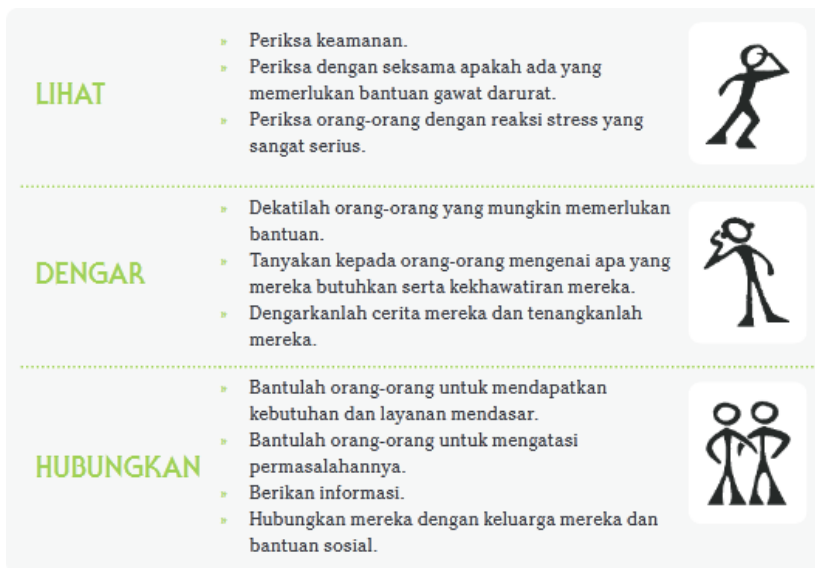 LIHAT
» Periksa keamanan.
» Periksa dengan seksama apakah ada yang
memerlukan bantuan gawat darurat.
» Periksa orang-orang dengan reaksi stress yang
sangat serius.
DENGAR
» Dekatilah orang-orang yang mungkin memerlukan
bantuan.
» Tanyakan kepada orang-orang mengenai apa yang
mereka butuhkan serta kekhawatiran mereka.
» Dengarkanlah cerita mereka dan tenangkanlah
mereka.
HUBUNGKAN
» Bantulah orang-orang untuk mendapatkan
kebutuhan dan layanan mendasar.
» Bantulah orang-orang untuk mengatasi
permasalahannya.
» Berikan informasi.
» Hubungkan mereka dengan keluarga mereka dan
bantuan sosial.